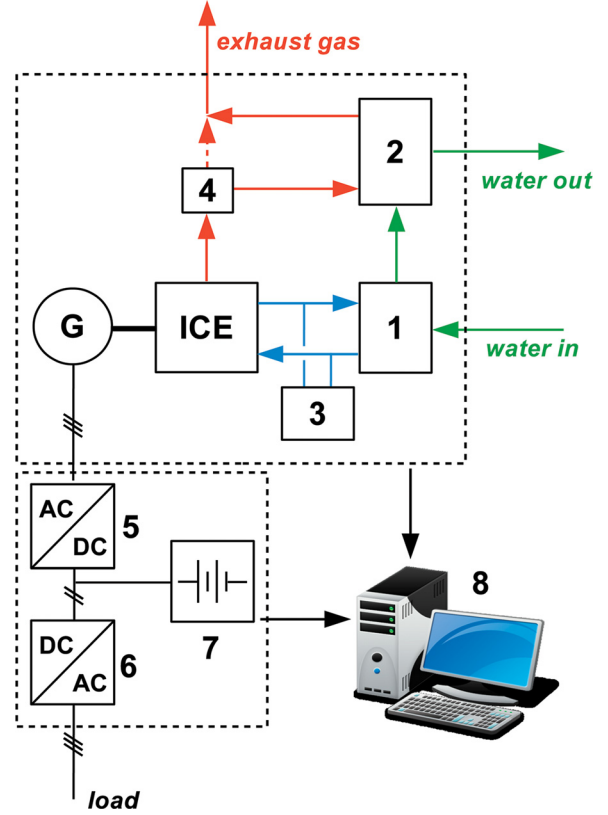 exhaust gas
2
water out
4
G
ICE
1
water in
3
AC
DC
5
8
7
DC
AC
6
load